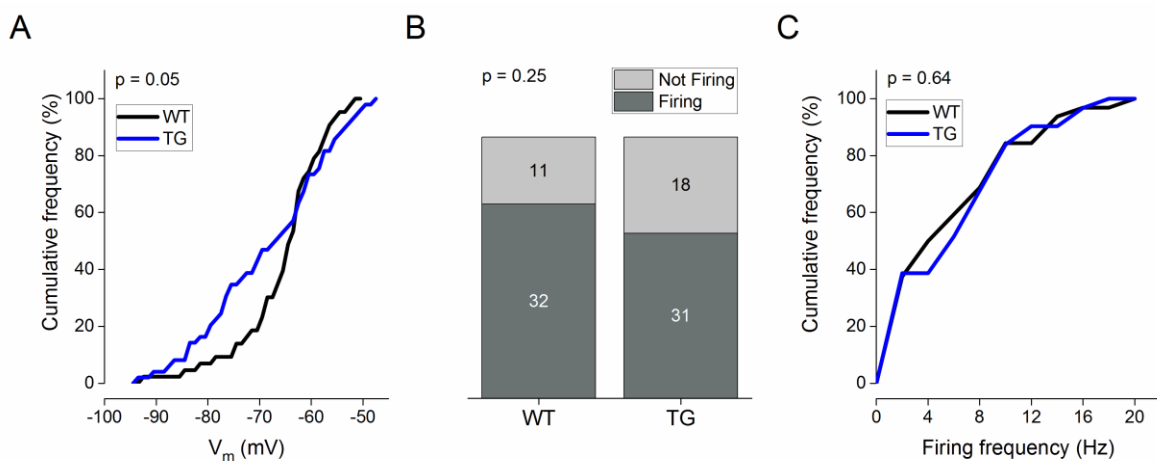 A
p = 0.05
WT
TG
Cumulative frequency (%)
100
80
60
40
20
0
-100
-90
-80
-70
-60
-50
Vm (mV)
B
p = 0.25
Not Firing
Firing
11
18
32
31
WT
TG
C
p = 0.64
WT
TG
Cumulative frequency (%)
100
80
60
40
20
0
0
4
8
12
16
20
Firing frequency (Hz)